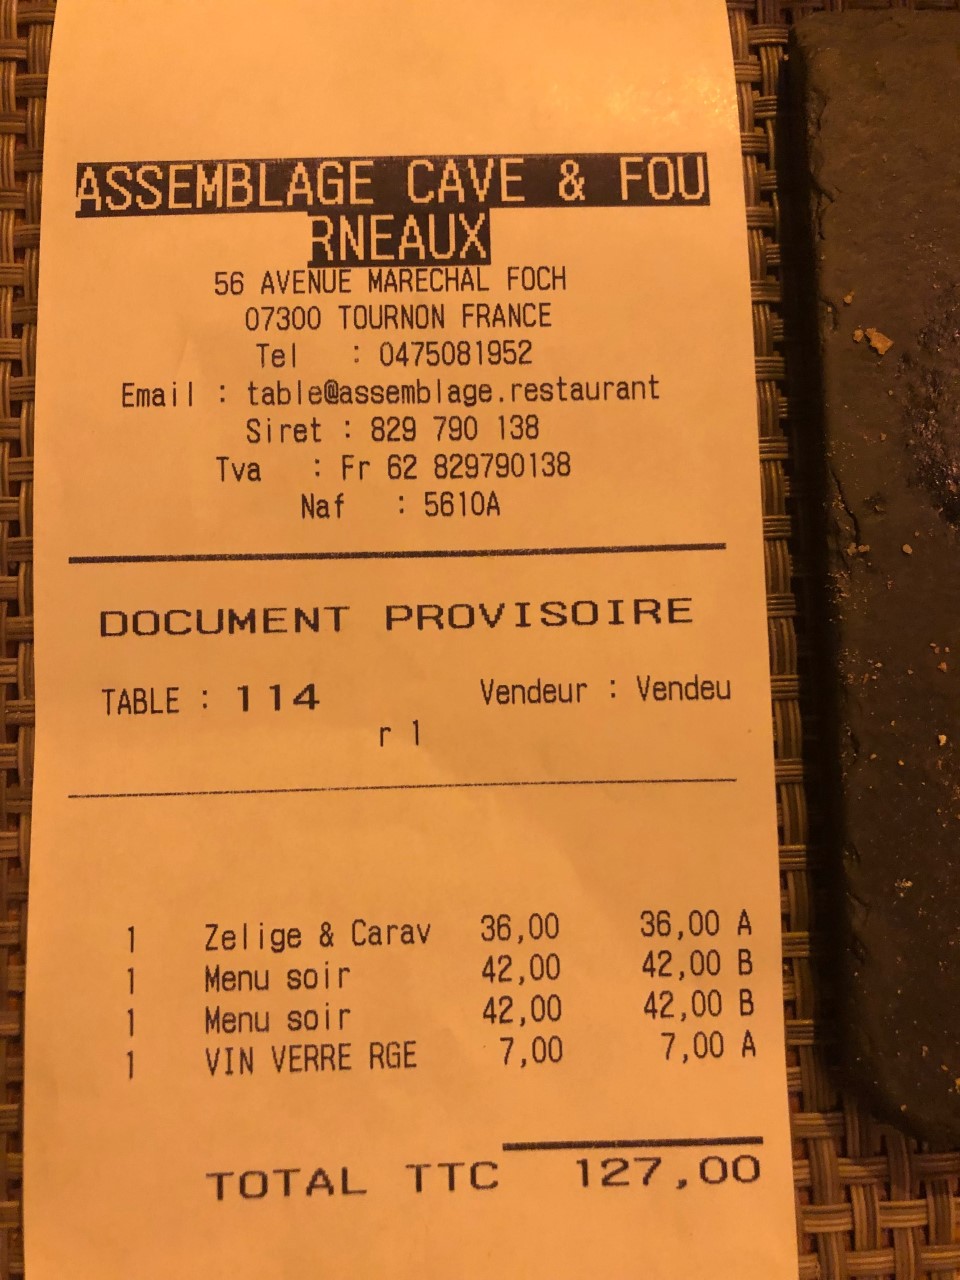 ASSEMBLAGE CAVE & FOU
RNEAUX
56 AVENUE MARECHAL FOCH
07300 TOURNON FRANCE
Tel : 0475081952
Email : table@assemblage.restaurant
Siret : 829 790 138
Tva : Fr 62 829790138
Naf : 5610A
DOCUMENT PROVISOIRE
TABLE : 114 Vendeur : Vendeu
r 1
1 Zelige & Carav 36,00 36,00 A
1 Menu soir 42,00 42,00 B
1 Menu soir 42,00 42,00 B
1 VIN VERRE RGE 7,00 7,00 A
TOTAL TTC 127,00